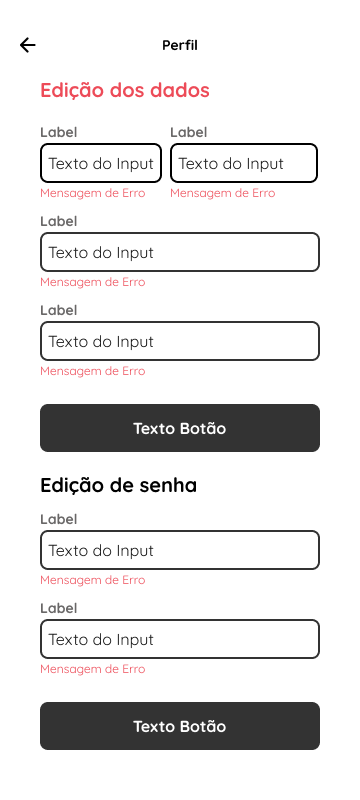 Perfil
Edição dos dados
Label Label
Texto do Input Texto do Input
Mensagem de Erro Mensagem de Erro
Label
Texto do Input
Mensagem de Erro
Label
Texto do Input
Mensagem de Erro
Texto Botão
Edição de senha
Label
Texto do Input
Mensagem de Erro
Label
Texto do Input
Mensagem de Erro
Texto Botão